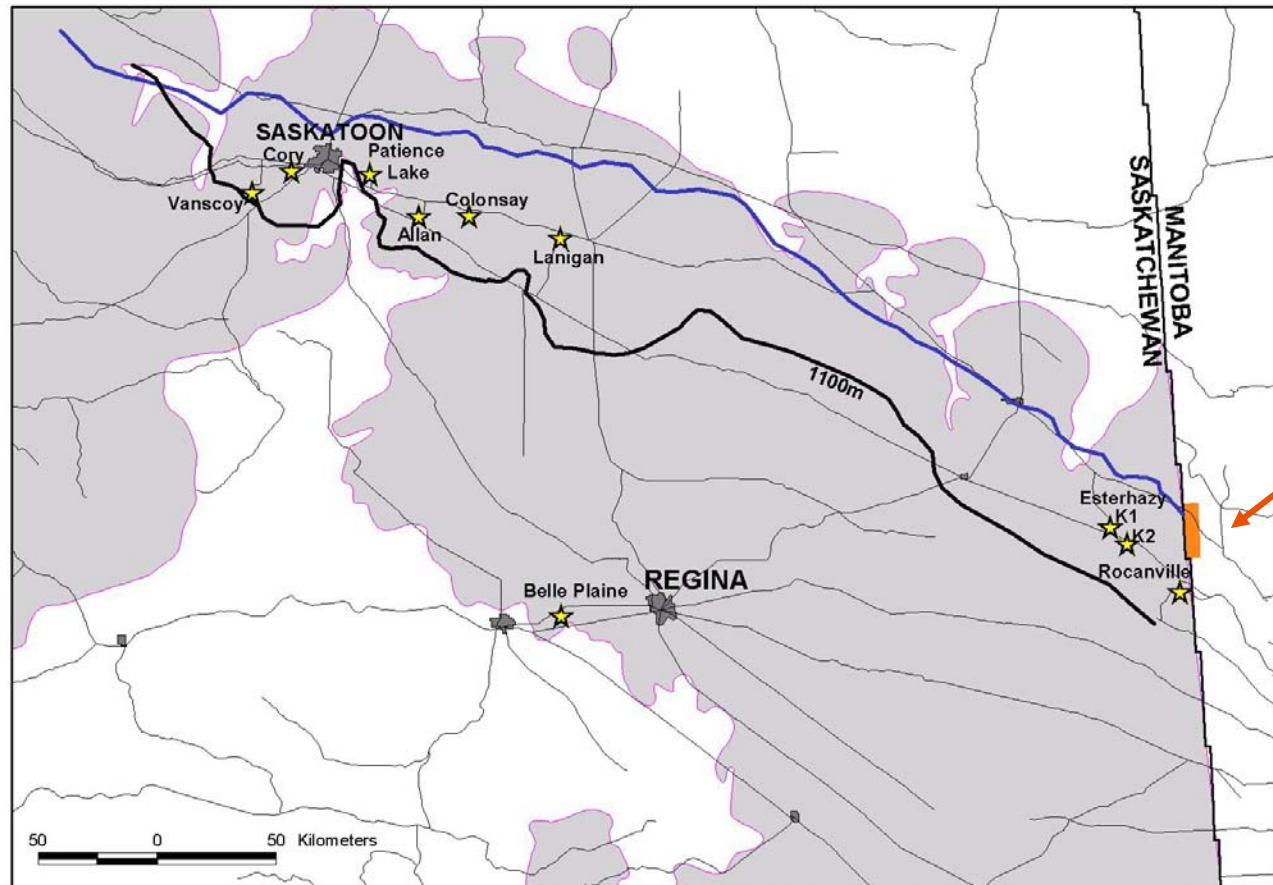 SASKATOON
Cory
Patience
Lake
Vanscoy
Colonsay
Allan
Lanigan
SASKATCHEWAN
MANITOBA
1100m
Esterhazy
K1
K2
Rocanville
Belle Plaine
REGINA
50 0 50 Kilometers